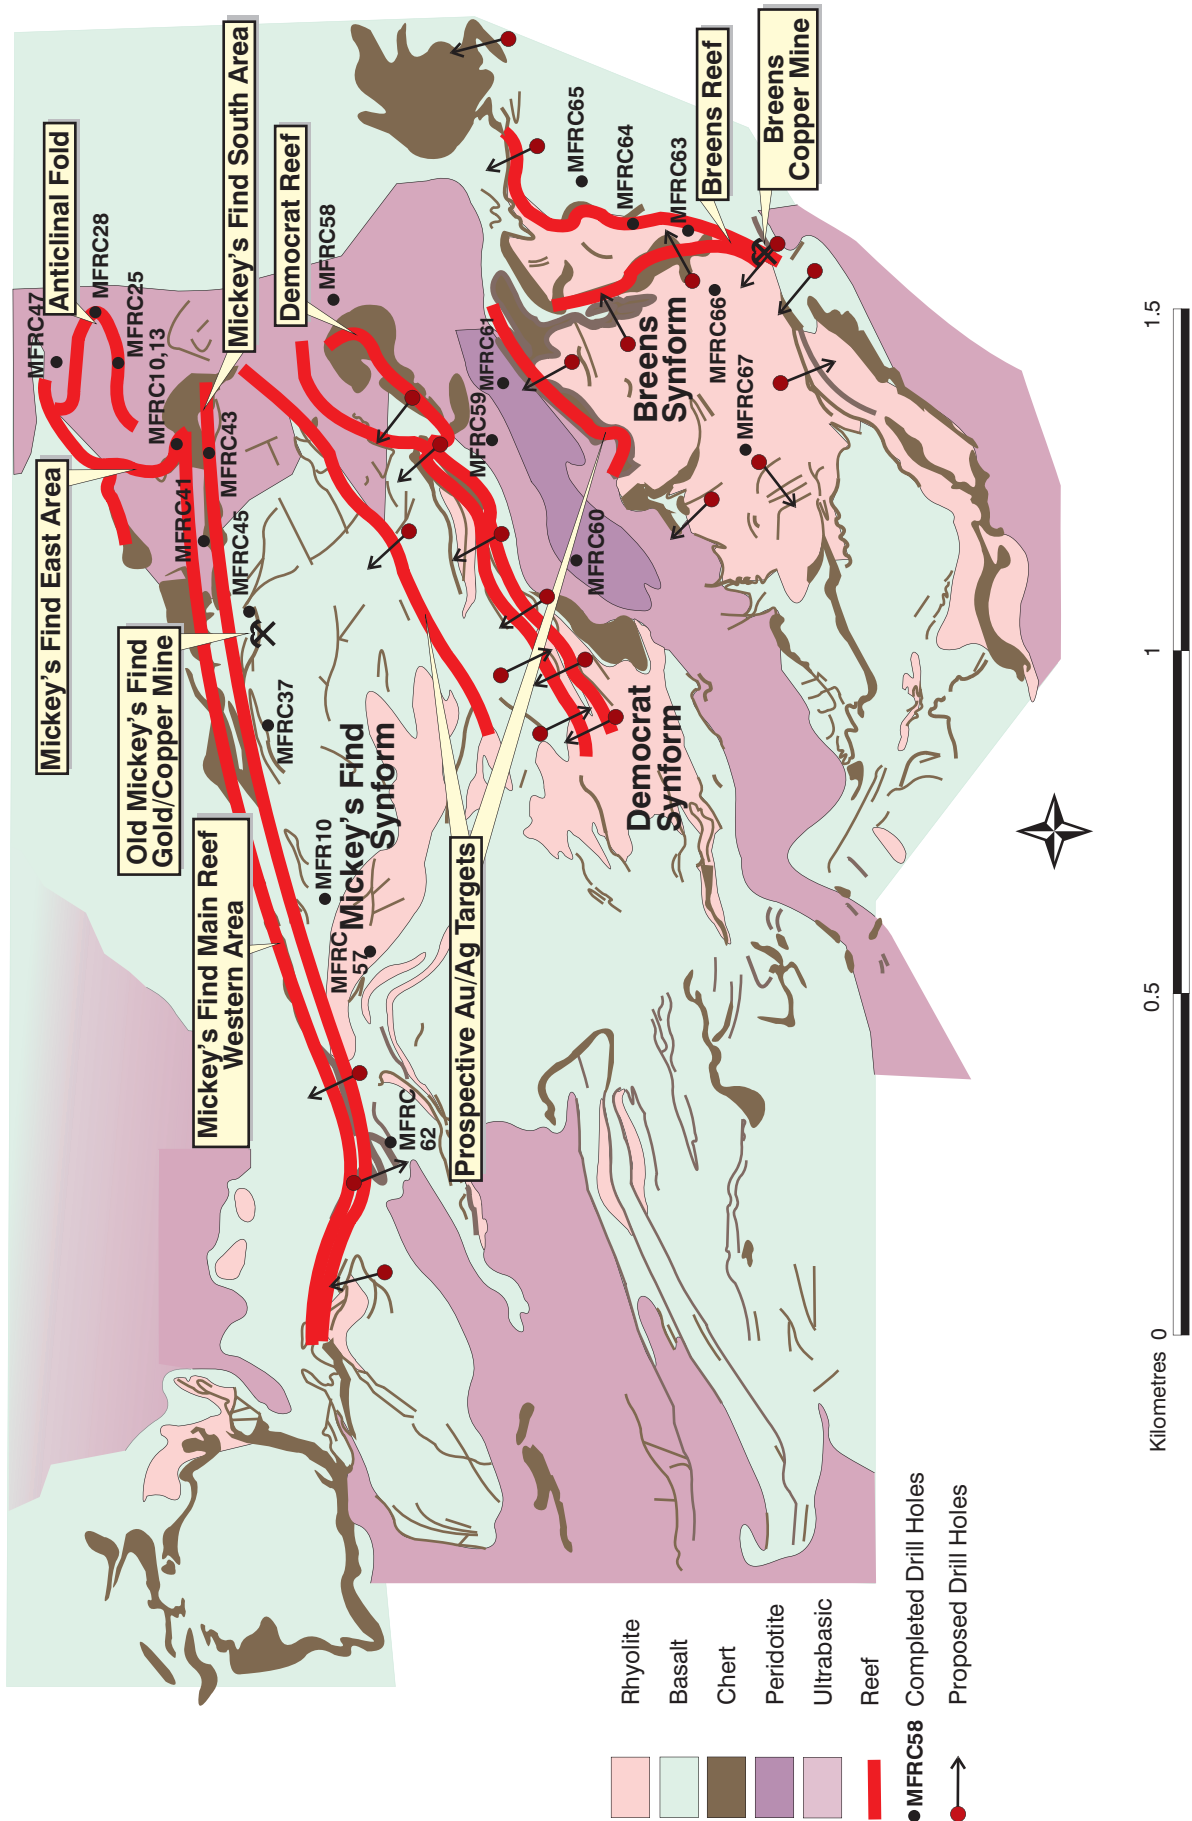 Mickey's Find East Area
MFRC47
Anticlinal Fold
MFRC28
MFRC25
MFRC10,13
Old Mickey's Find
Gold/Copper Mine
MFRC41
MFRC43
MFRC45
MFRC37
Mickey's Find Main Reef
Western Area
Mickey's Find South Area
Democrat Reef
MFRC58
MFR10
MFRC
57
Mickey's Find
Synform
MFRC
62
Prospective Au/Ag Targets
MFRC59
MFRC61
MFRC60
Democrat
Synform
Breens
Synform
MFRC65
MFRC64
MFRC63
MFRC66
MFRC67
Breens Reef
Breens
Copper Mine
Rhyolite
Basalt
Chert
Peridotite
Ultrabasic
Reef
MFRC58 Completed Drill Holes
Proposed Drill Holes
Kilometres 0 0.5 1 1.5